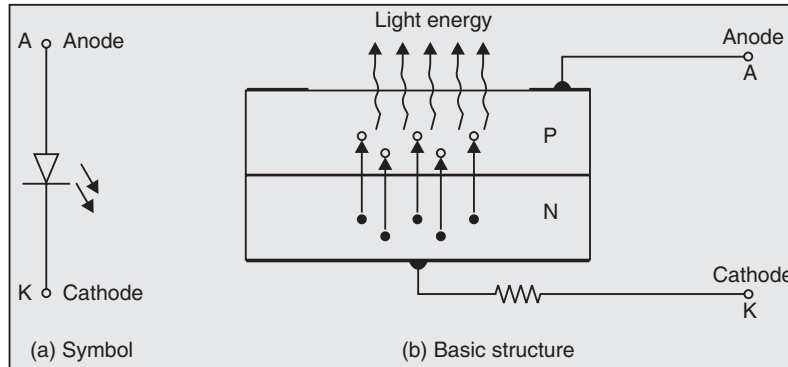 Light energy
A Anode
Anode
A
P
N
K Cathode
Cathode
K
(a) Symbol
(b) Basic structure